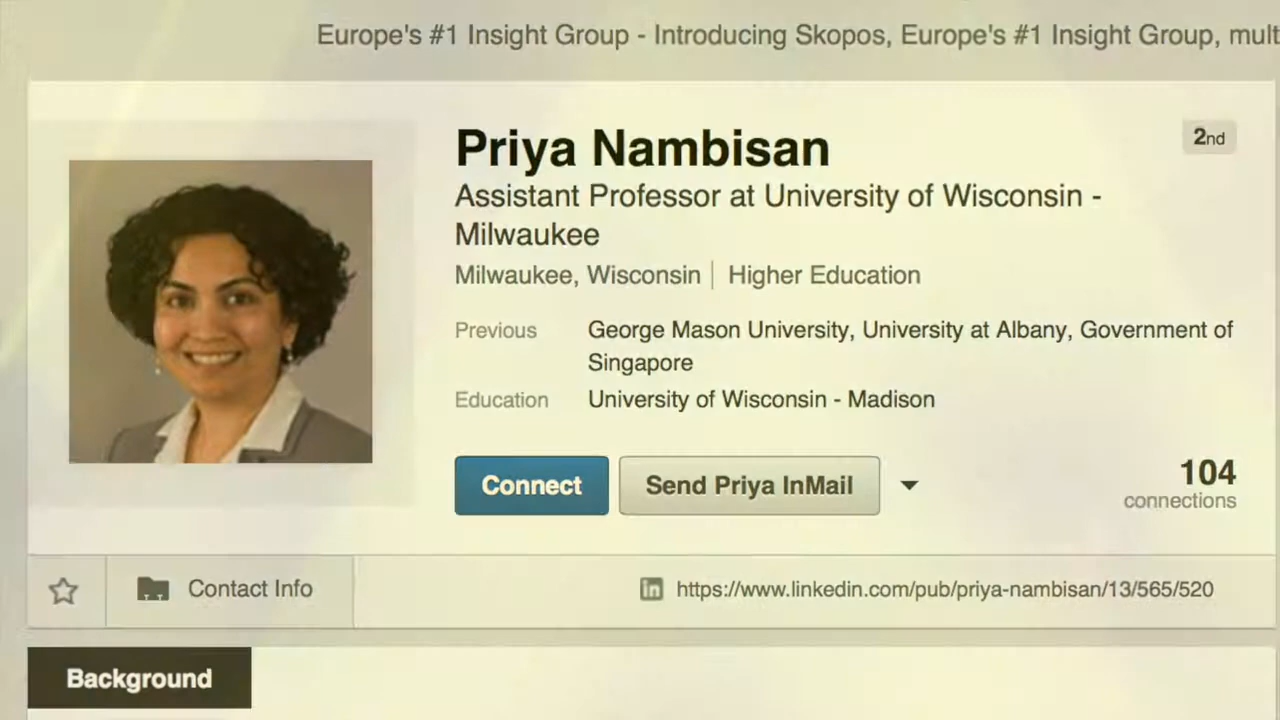 Europe's #1 Insight Group - Introducing Skopos, Europe's #1 Insight Group, mult
Priya Nambisan
2nd
Assistant Professor at University of Wisconsin -
Milwaukee
Milwaukee, Wisconsin | Higher Education
Previous George Mason University, University at Albany, Government of
Singapore
Education University of Wisconsin - Madison
Connect Send Priya InMail
104
connections
Contact Info
in https://www.linkedin.com/pub/priya-nambisan/13/565/520
Background